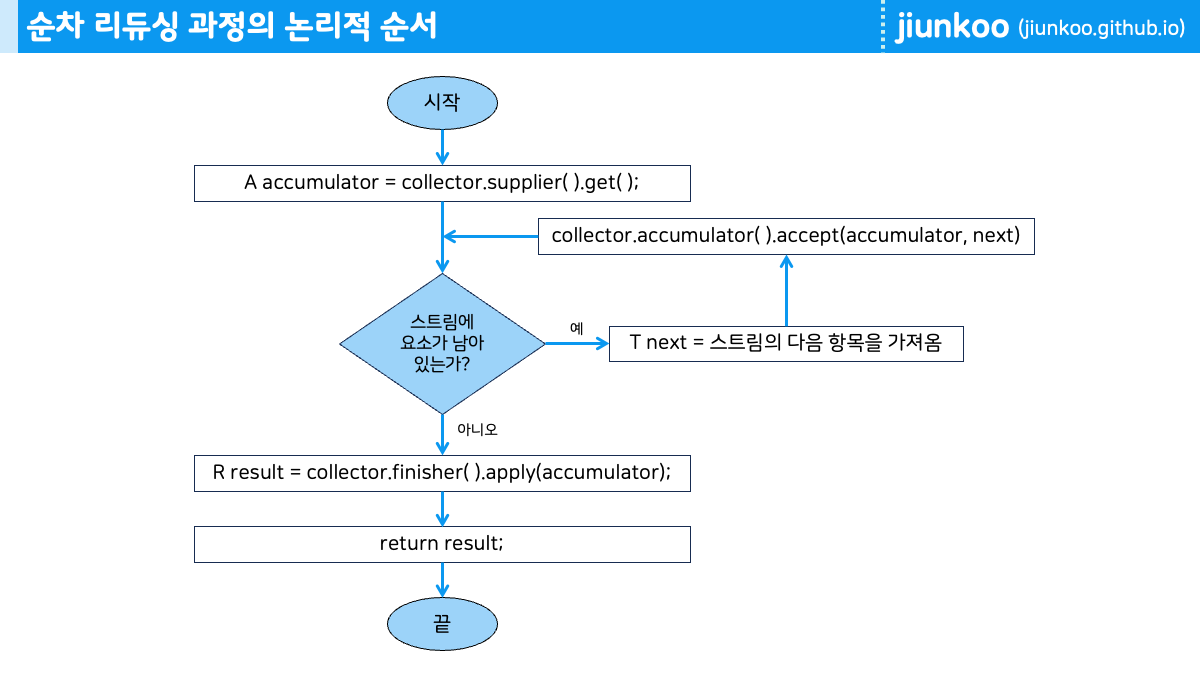 순차 리듀싱 과정의 논리적 순서
jiunkoo (jiunkoo.github.io)
시작
A accumulator = collector.supplier( ).get( );
collector.accumulator( ).accept(accumulator, next)
스트림에
요소가 남아
있는가?
예
T next = 스트림의 다음 항목을 가져옴
아니오
R result = collector.finisher( ).apply(accumulator);
return result;
끝